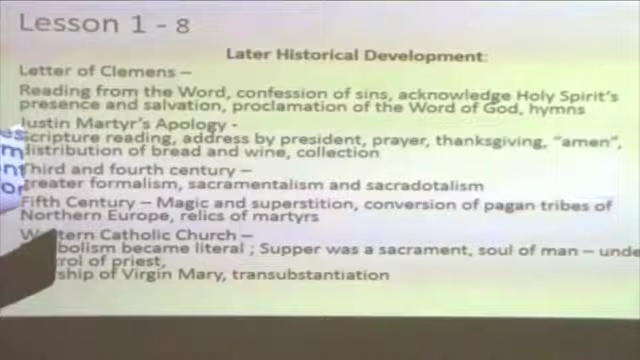 Lesson 1 - 8
Later Historical Development:
Letter of Clemens –
Reading from the Word, confession of sins, acknowledge Holy Spirit's
presence and salvation, proclamation of the Word of God, hymns
Justin Martyr's Apology -
scripture reading, address by president, prayer, thanksgiving, "amen",
distribution of bread and wine, collection
Third and fourth century –
greater formalism, sacramentalism and sacradotalism
Fifth Century – Magic and superstition, conversion of pagan tribes of
Northern Europe, relics of martyrs
Western Catholic Church –
bolism became literal ; Supper was a sacrament, soul of man – unde
rol of priest,
ship of Virgin Mary, transubstantiation